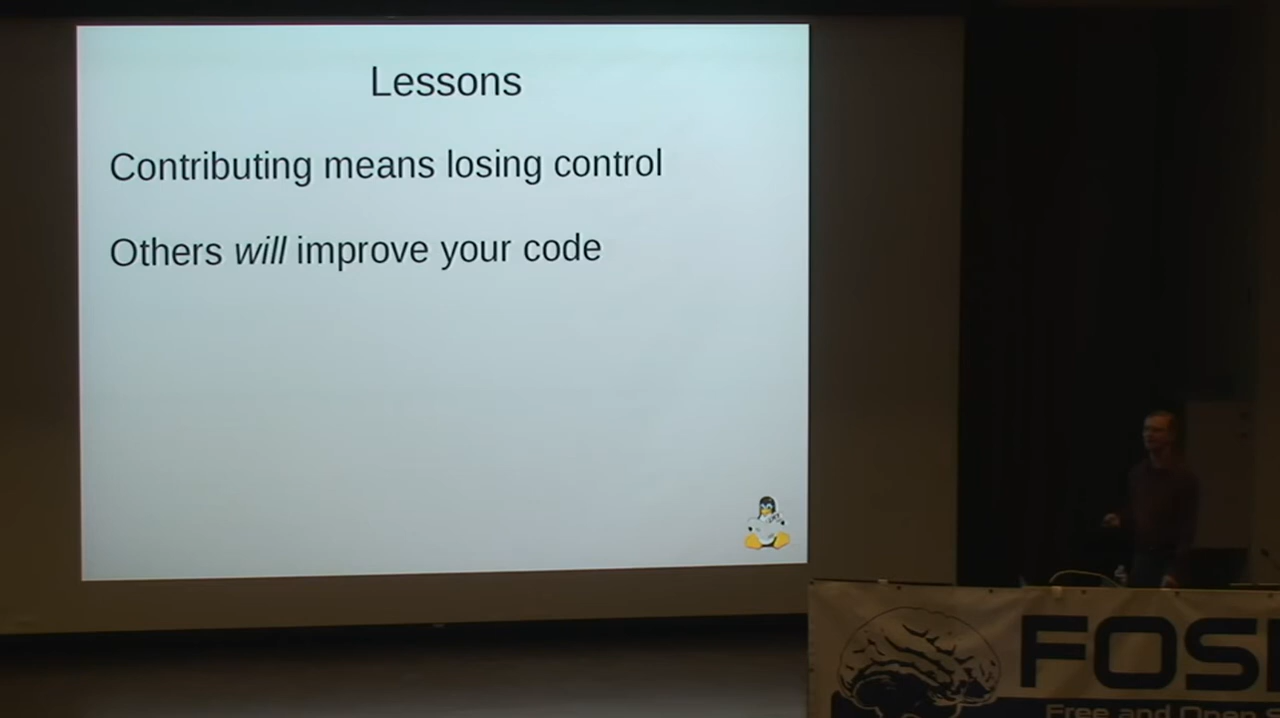 Lessons
Contributing means losing control
Others will improve your code
FOS
Free and Open